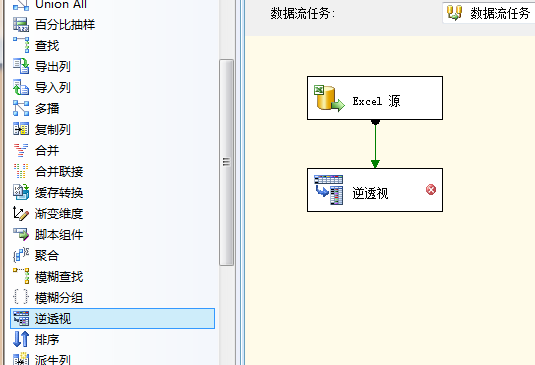 Union All
数据流任务:
数据流任务
百分比抽样
查找
导出列
导入列
多播
复制列
Excel 源
合并
合并联接
缓存转换
逆透视
渐变维度
脚本组件
聚合
模糊查找
模糊分组
逆透视
排序
派生列